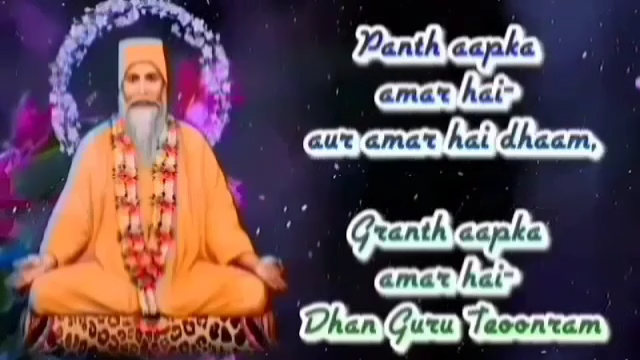 Panth aapka
amar hai-
aur amar hai dhaam,
Granth aapka
amar hai-
Dhan Guru Teoonram